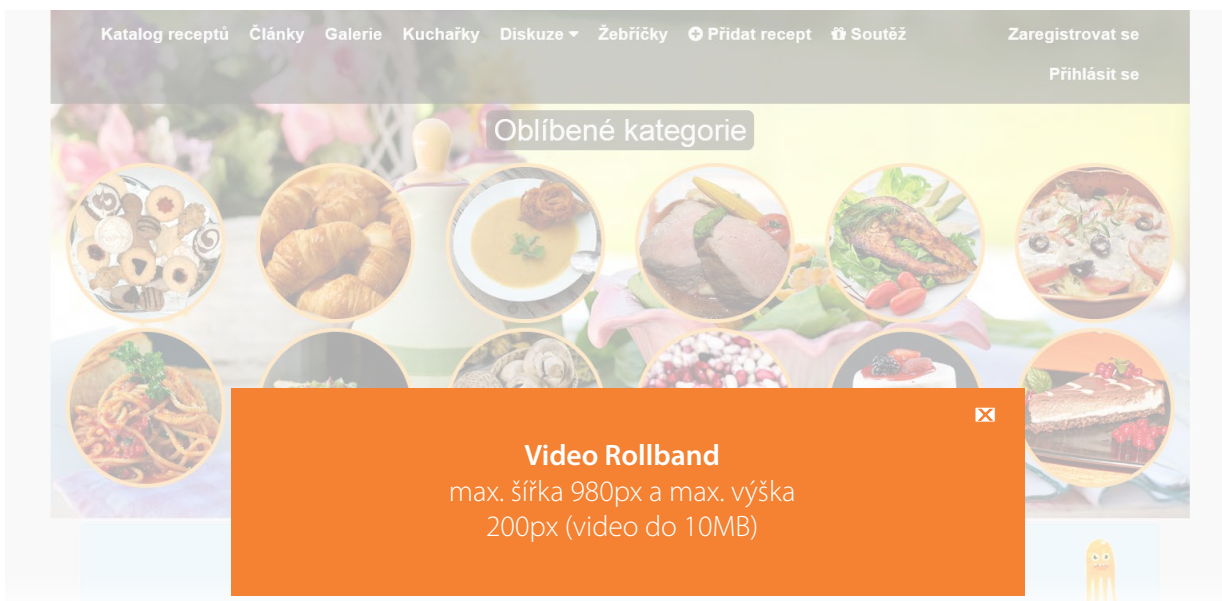 Katalog receptů Články Galerie Kuchařky Diskuze Žebříčky Přidat recept Soutěž Zaregistrovat se
Přihlásit se
Oblíbené kategorie
Video Rollband
max. šířka 980px a max. výška
200px (video do 10MB)